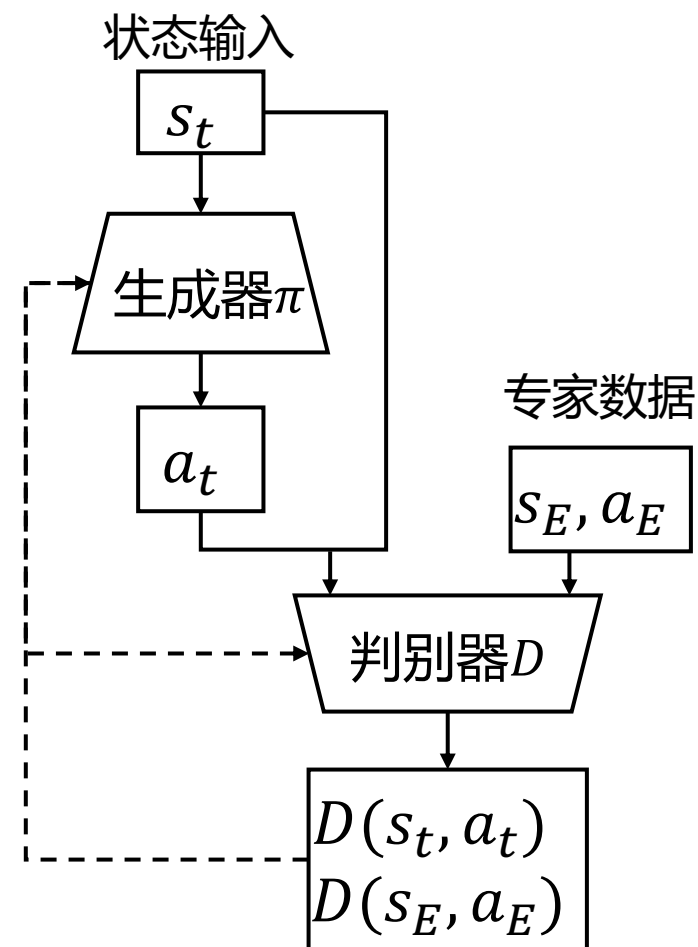 状态输入
s_t
生成器π
a_t
专家数据
s_E, a_E
判别器D
D(s_t, a_t)
D(s_E, a_E)